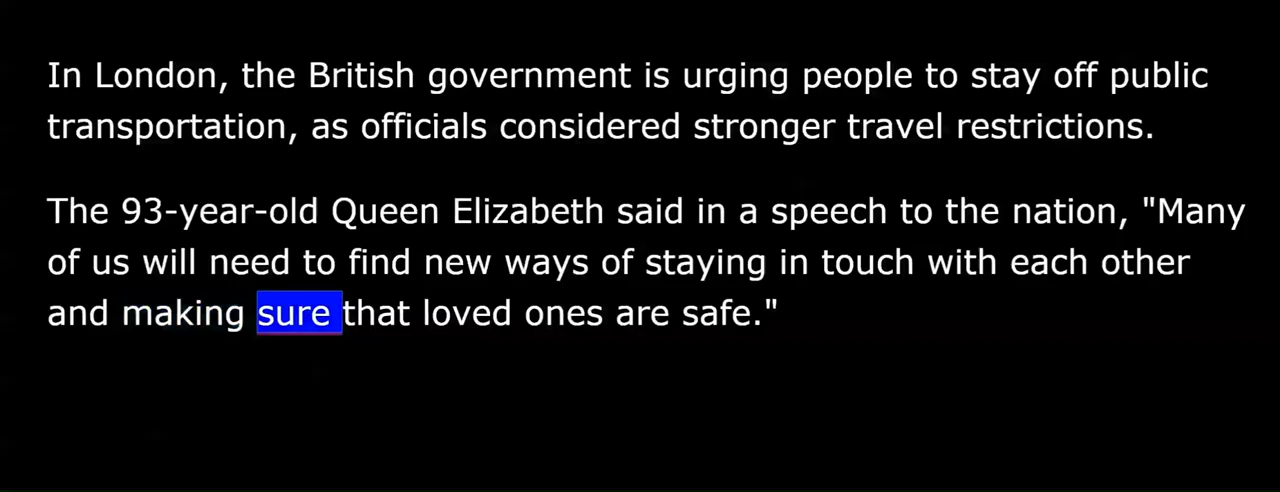 In London, the British government is urging people to stay off public
transportation, as officials considered stronger travel restrictions.
The 93-year-old Queen Elizabeth said in a speech to the nation, "Many
of us will need to find new ways of staying in touch with each other
and making sure that loved ones are safe."